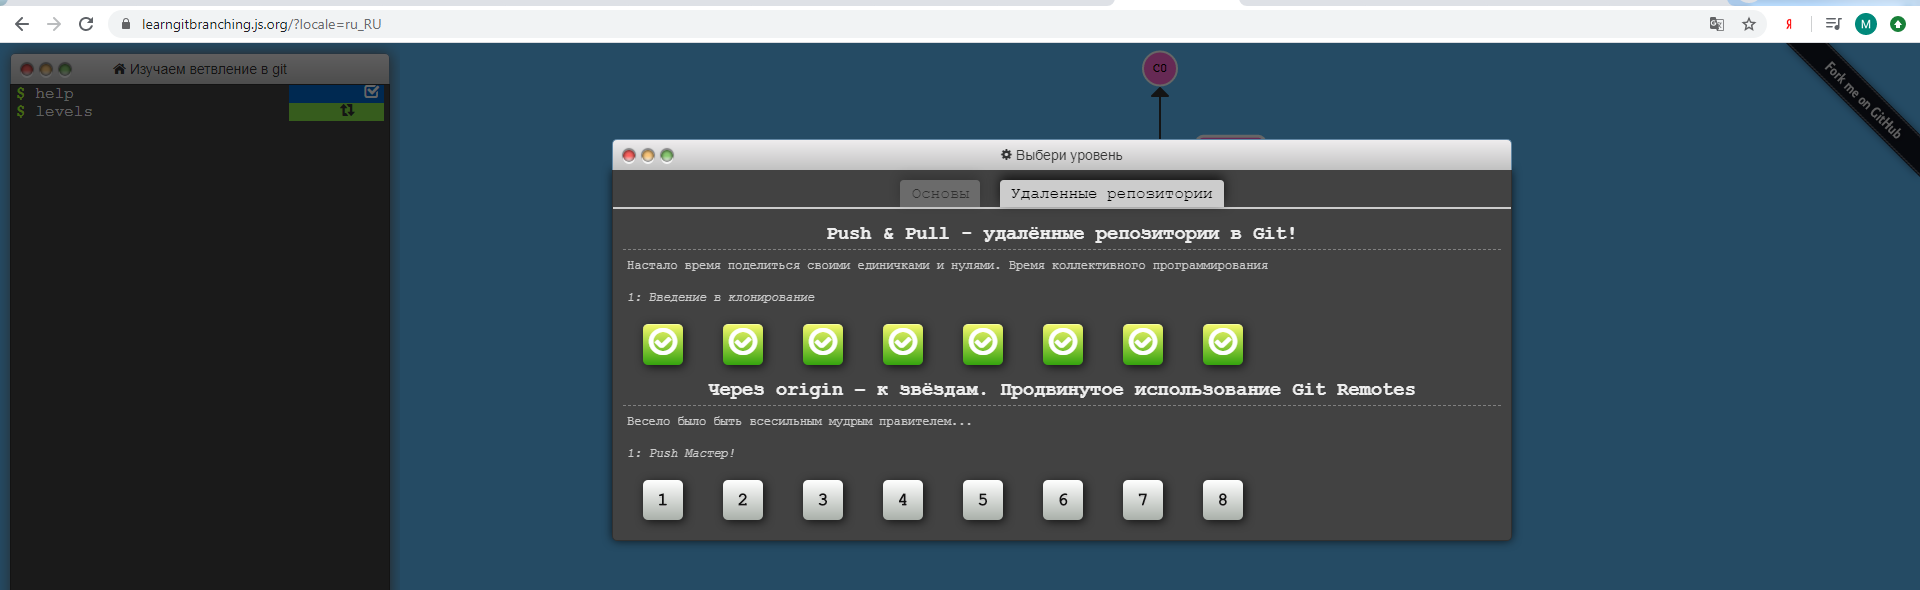 learngitbranching.js.org/?locale=ru_RU
Я
M
Изучаем ветвление в git
$ help
$ levels
C0
Fork me on GitHub
Выбери уровень
Основы
Удаленные репозитории
Push & Pull - удалённые репозитории в Git!
Настало время поделиться своими единичками и нулями. Время коллективного программирования
1: Введение в клонирование
Через origin – к звёздам. Продвинутое использование Git Remotes
Весело было быть всесильным мудрым правителем...
1: Push Мастер!
1 2 3 4 5 6 7 8